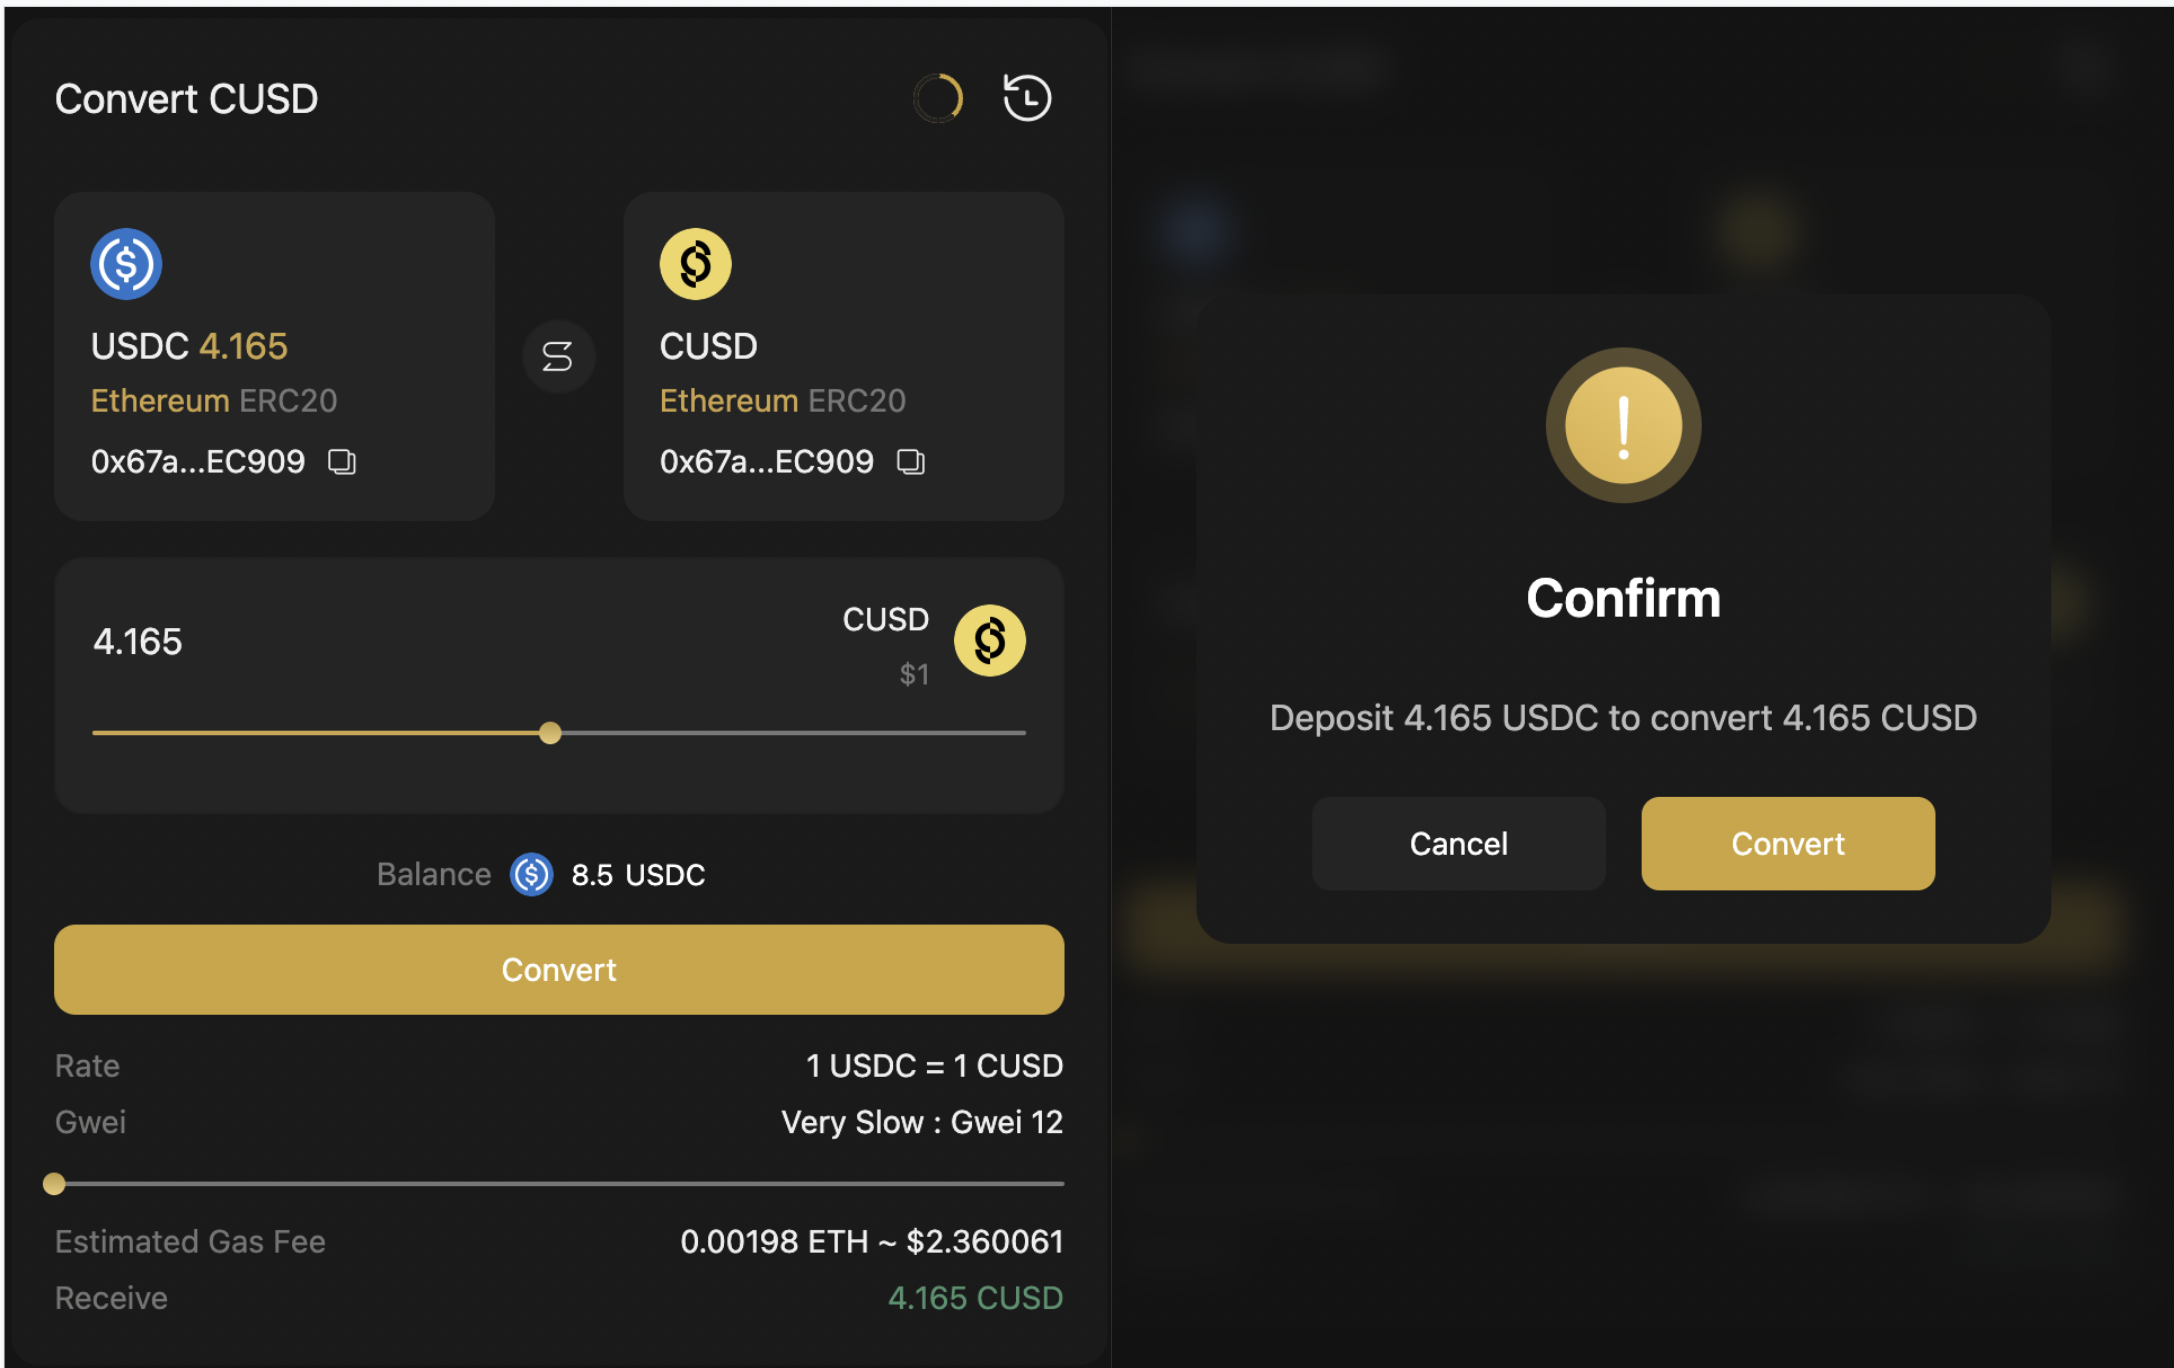 Convert CUSD
USDC 4.165
Ethereum ERC20
0x67a...EC909
CUSD
Ethereum ERC20
0x67a...EC909
4.165
CUSD
$1
Balance 8.5 USDC
Convert
Rate 1 USDC = 1 CUSD
Gwei Very Slow : Gwei 12
Estimated Gas Fee 0.00198 ETH ~ $2.360061
Receive 4.165 CUSD
Confirm
Deposit 4.165 USDC to convert 4.165 CUSD
Cancel
Convert